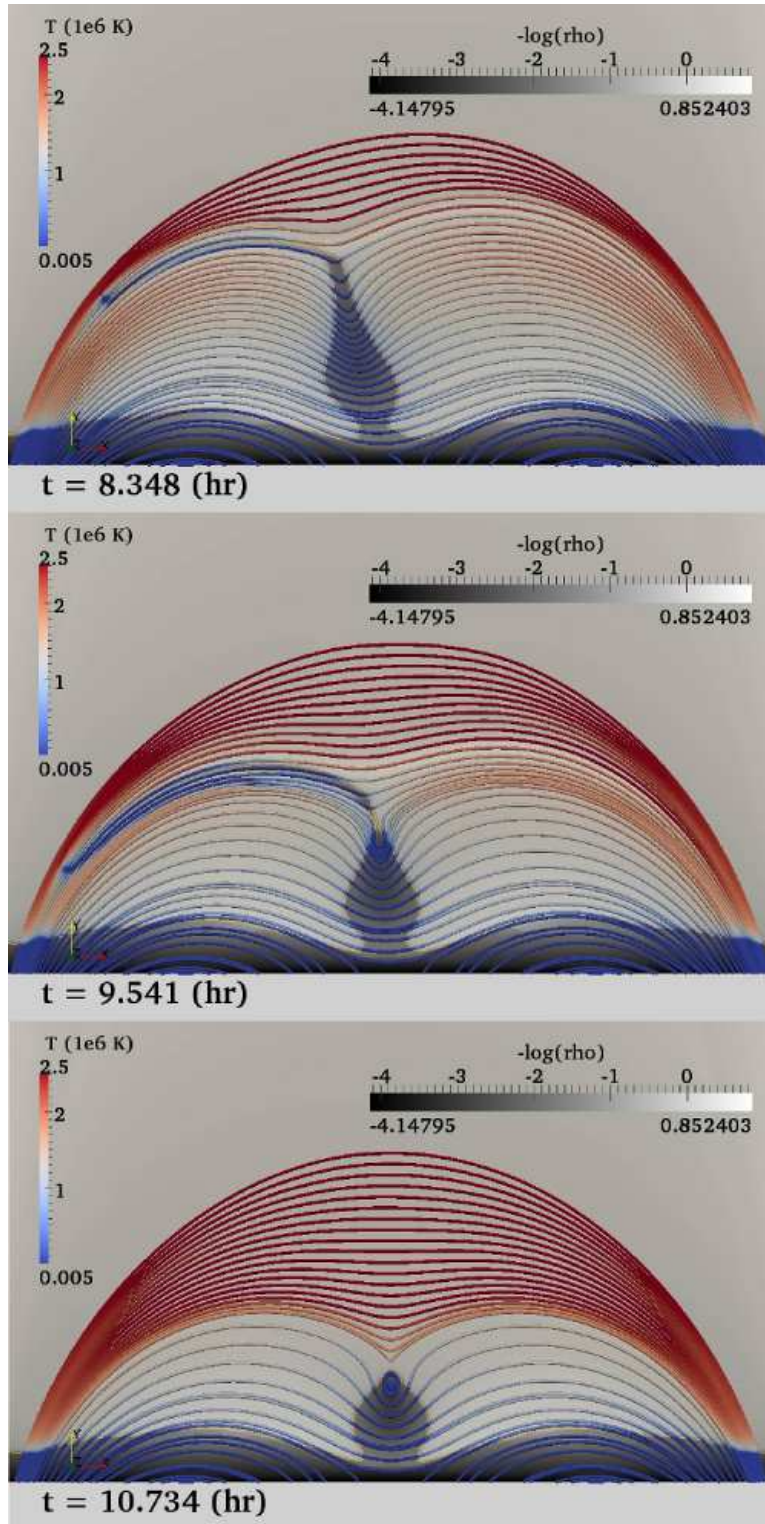 T (1e6 K)
2.5
2
1
0.005
-log(rho)
-4 -3 -2 -1 0
-4.14795 0.852403
t = 8.348 (hr)
T (1e6 K)
2.5
2
1
0.005
-log(rho)
-4 -3 -2 -1 0
-4.14795 0.852403
t = 9.541 (hr)
T (1e6 K)
2.5
2
1
0.005
-log(rho)
-4 -3 -2 -1 0
-4.14795 0.852403
t = 10.734 (hr)